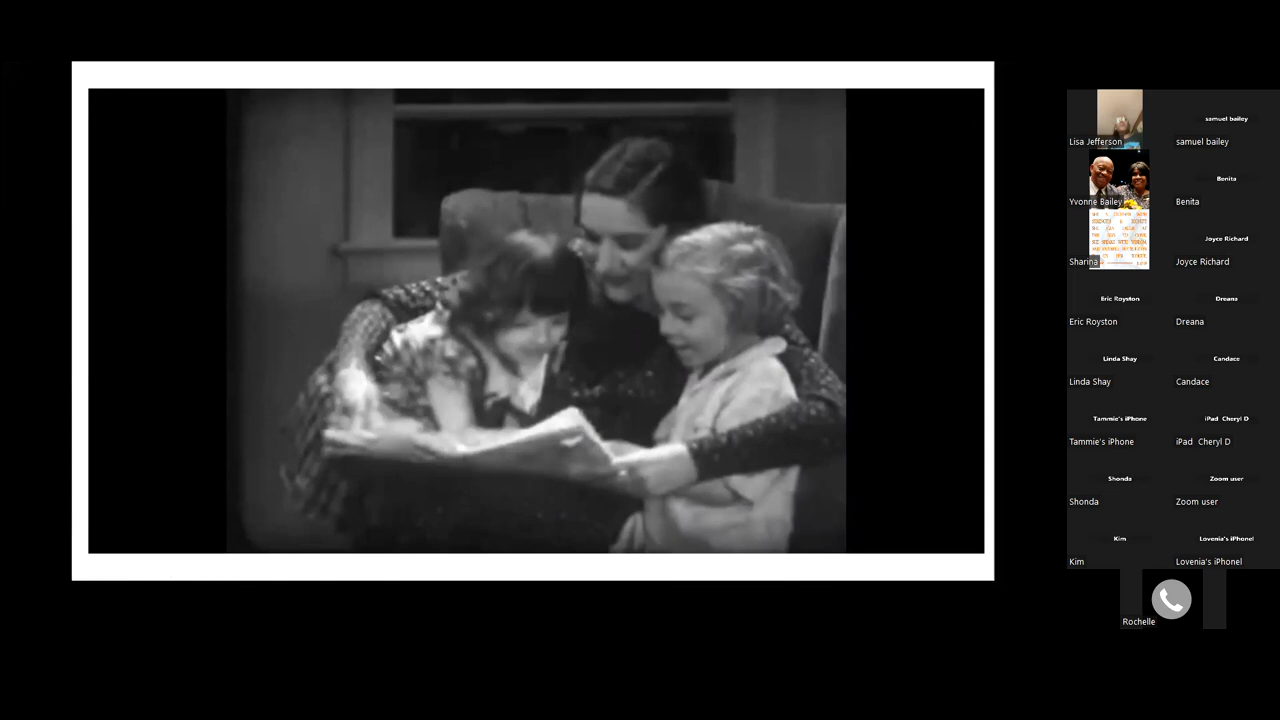 samuel bailey
Lisa Jefferson
samuel bailey
Benita
Yvonne Bailey
Benita
Joyce Richard
Sharina
Joyce Richard
Eric Royston
Dreana
Eric Royston
Dreana
Linda Shay
Candace
Linda Shay
Candace
Tammie's iPhone
iPad Cheryl D
Tammie's iPhone
iPad Cheryl D
Shonda
Zoom user
Shonda
Zoom user
Kim
Lovenia's iPhonel
Kim
Lovenia's iPhonel
Rochelle